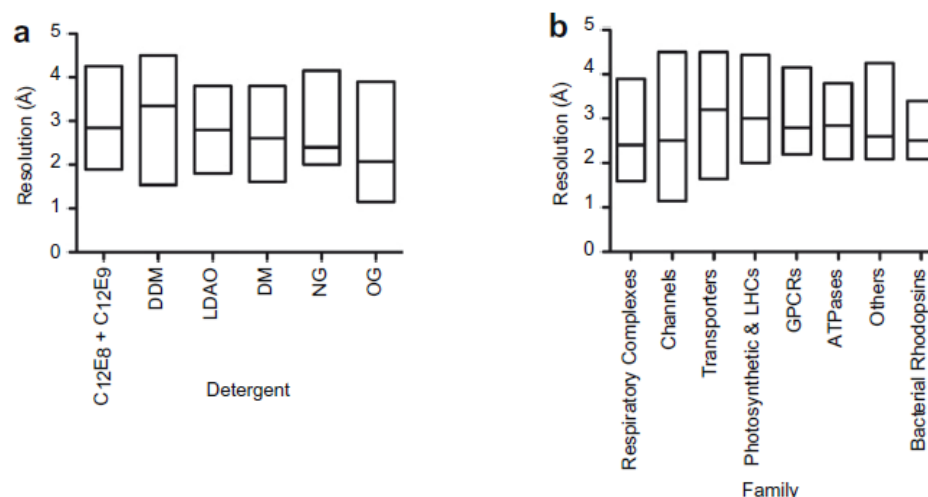 a
Resolution (Å)
5
4
3
2
1
0
C12E8 + C12E9
DDM
LDAO
DM
NG
OG
Detergent
b
Resolution (Å)
5
4
3
2
1
0
Respiratory Complexes
Channels
Transporters
Photosynthetic & LHCs
GPCRs
ATPases
Others
Bacterial Rhodopsins
Family